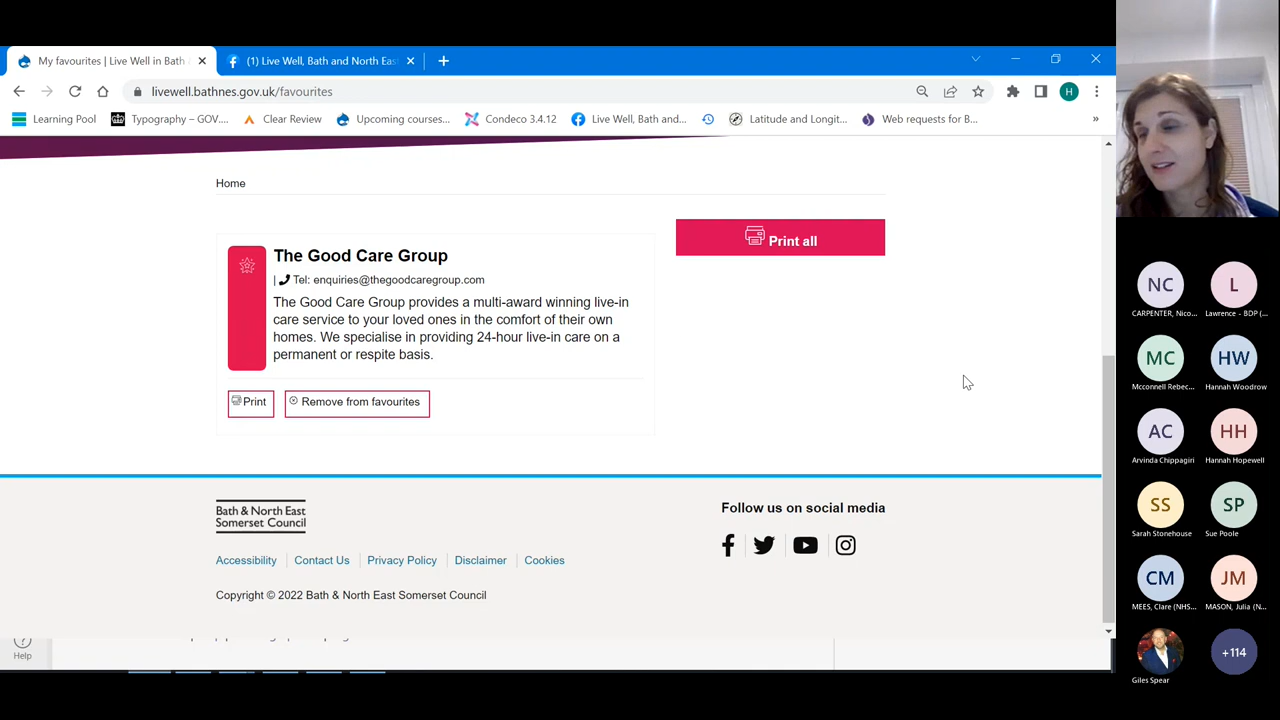 My favourites | Live Well in Bath
(1) Live Well, Bath and North Eas
livewell.bathnes.gov.uk/favourites
H
Learning Pool
Typography – GOV....
Clear Review
Upcoming courses...
Condeco 3.4.12
Live Well, Bath and...
Latitude and Longit...
Web requests for B...
»
Home
Print all
The Good Care Group
| Tel: enquiries@thegoodcaregroup.com
The Good Care Group provides a multi-award winning live-in
care service to your loved ones in the comfort of their own
homes. We specialise in providing 24-hour live-in care on a
permanent or respite basis.
Print
Remove from favourites
Bath & North East
Somerset Council
Follow us on social media
Accessibility
Contact Us
Privacy Policy
Disclaimer
Cookies
Copyright © 2022 Bath & North East Somerset Council
Help
NC
L
CARPENTER, Nico...
Lawrence - BDP (...
MC
HW
Mcconnell Rebec...
Hannah Woodrow
AC
HH
Arvinda Chippagiri
Hannah Hopewell
SS
SP
Sarah Stonehouse
Sue Poole
CM
JM
MEES, Clare (NHS...
MASON, Julia (N...
+114
Giles Spear